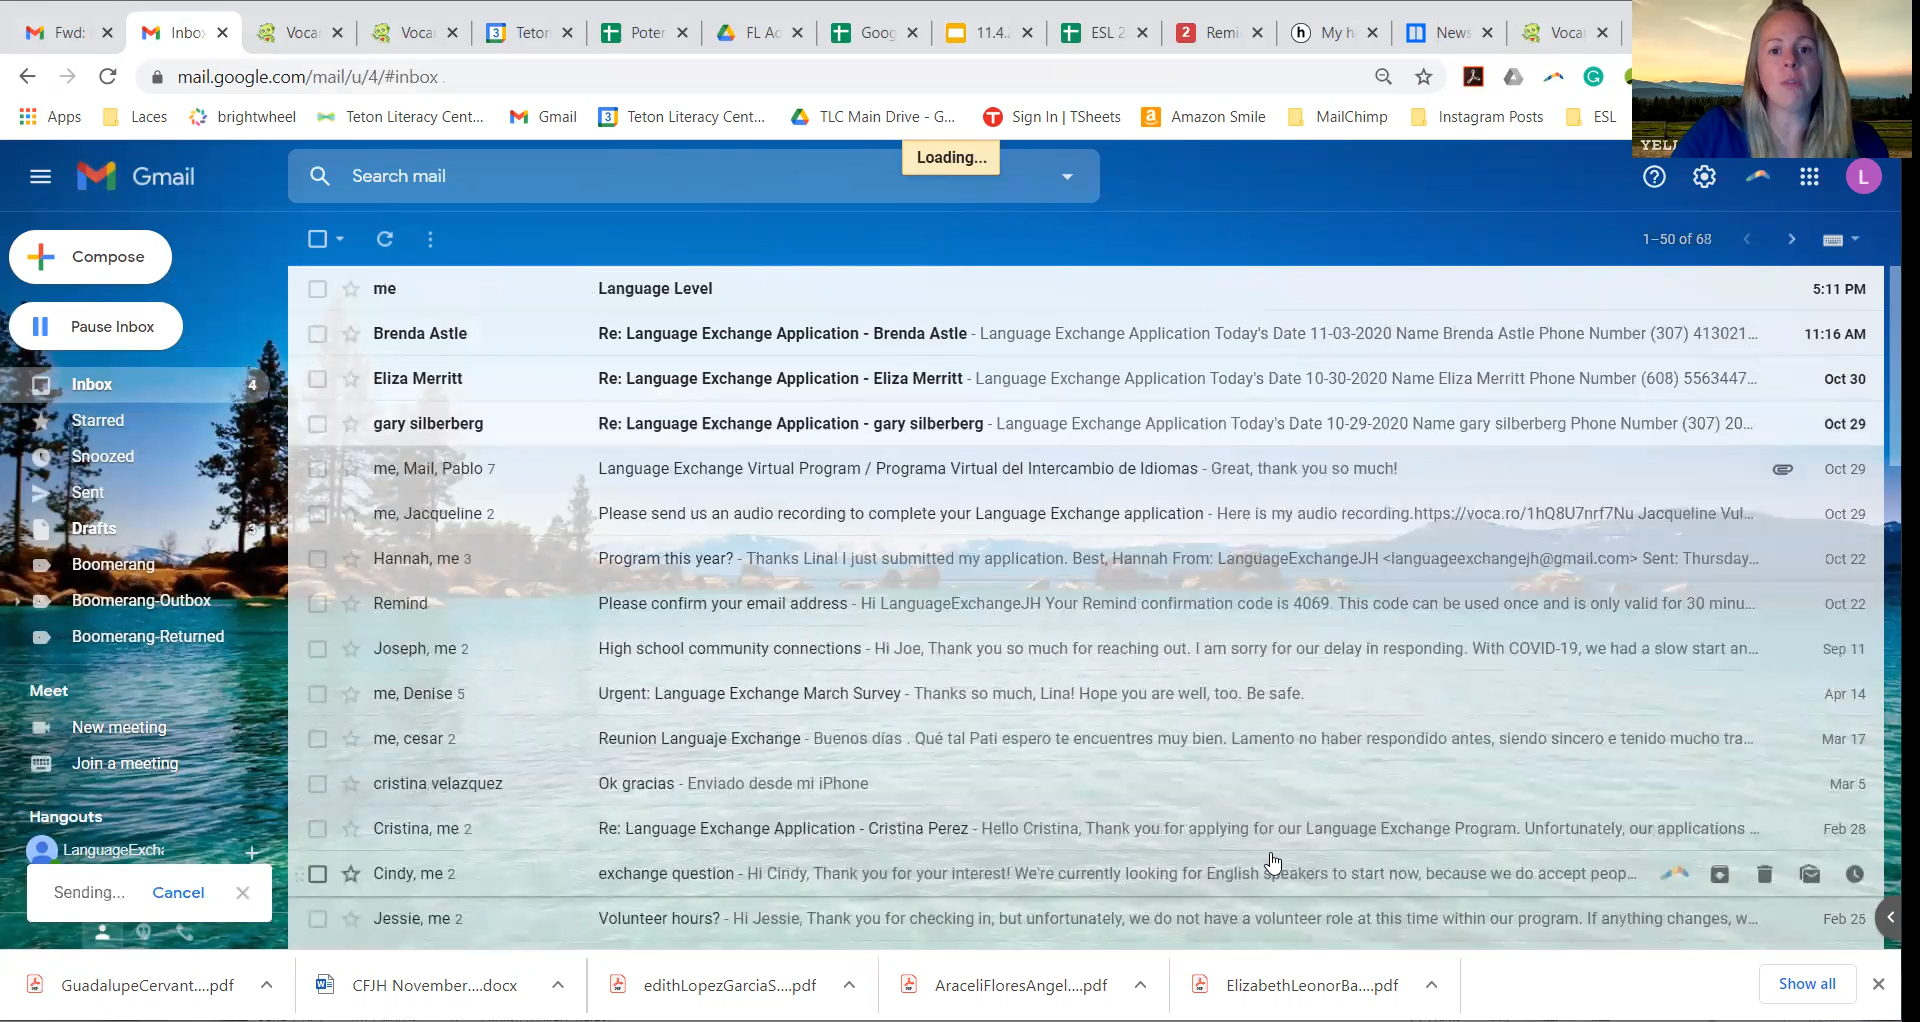 Fwd:
Inbo
Voca
Voca
Teton
Poter
FL Ac
Goog
11.4.2
ESL 2
Remi
My h
News
Voca
mail.google.com/mail/u/4/#inbox
Apps
Laces
brightwheel
Teton Literacy Cent...
Gmail
Teton Literacy Cent...
TLC Main Drive - G...
Sign In | TSheets
Amazon Smile
MailChimp
Instagram Posts
ESL
YELL
Loading...
Gmail
Search mail
L
Compose
1–50 of 68
Pause Inbox
Inbox 4
Starred
Snoozed
Sent
Drafts 3
Boomerang
Boomerang-Outbox
Boomerang-Returned
Meet
New meeting
Join a meeting
Hangouts
LanguageExcha
Sending... Cancel
me Language Level 5:11 PM
Brenda Astle Re: Language Exchange Application - Brenda Astle - Language Exchange Application Today's Date 11-03-2020 Name Brenda Astle Phone Number (307) 413021... 11:16 AM
Eliza Merritt Re: Language Exchange Application - Eliza Merritt - Language Exchange Application Today's Date 10-30-2020 Name Eliza Merritt Phone Number (608) 5563447... Oct 30
gary silberberg Re: Language Exchange Application - gary silberberg - Language Exchange Application Today's Date 10-29-2020 Name gary silberberg Phone Number (307) 20... Oct 29
me, Mail, Pablo 7 Language Exchange Virtual Program / Programa Virtual del Intercambio de Idiomas - Great, thank you so much! Oct 29
me, Jacqueline 2 Please send us an audio recording to complete your Language Exchange application - Here is my audio recording.https://voca.ro/1hQ8U7nrf7Nu Jacqueline Vul... Oct 29
Hannah, me 3 Program this year? - Thanks Lina! I just submitted my application. Best, Hannah From: LanguageExchangeJH <languageexchangejh@gmail.com> Sent: Thursday... Oct 22
Remind Please confirm your email address - Hi LanguageExchangeJH Your Remind confirmation code is 4069. This code can be used once and is only valid for 30 minu... Oct 22
Joseph, me 2 High school community connections - Hi Joe, Thank you so much for reaching out. I am sorry for our delay in responding. With COVID-19, we had a slow start an... Sep 11
me, Denise 5 Urgent: Language Exchange March Survey - Thanks so much, Lina! Hope you are well, too. Be safe. Apr 14
me, cesar 2 Reunion Languaje Exchange - Buenos días . Qué tal Pati espero te encuentres muy bien. Lamento no haber respondido antes, siendo sincero e tenido mucho tra... Mar 17
cristina velazquez Ok gracias - Enviado desde mi iPhone Mar 5
Cristina, me 2 Re: Language Exchange Application - Cristina Perez - Hello Cristina, Thank you for applying for our Language Exchange Program. Unfortunately, our applications ... Feb 28
Cindy, me 2 exchange question - Hi Cindy, Thank you for your interest! We're currently looking for English speakers to start now, because we do accept peop...
Jessie, me 2 Volunteer hours? - Hi Jessie, Thank you for checking in, but unfortunately, we do not have a volunteer role at this time within our program. If anything changes, w... Feb 25
GuadalupeCervant....pdf
CFJH November....docx
edithLopezGarciaS....pdf
AraceliFloresAngel....pdf
ElizabethLeonorBa....pdf
Show all